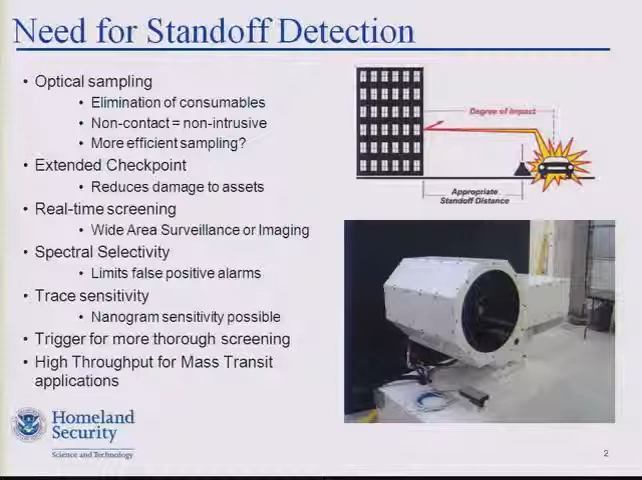 Need for Standoff Detection
• Optical sampling
• Elimination of consumables
• Non-contact = non-intrusive
• More efficient sampling?
• Extended Checkpoint
• Reduces damage to assets
• Real-time screening
• Wide Area Surveillance or Imaging
• Spectral Selectivity
• Limits false positive alarms
• Trace sensitivity
• Nanogram sensitivity possible
• Trigger for more thorough screening
• High Throughput for Mass Transit
applications
Degree of Impact
Appropriate
Standoff Distance
Homeland
Security
Science and Technology
2